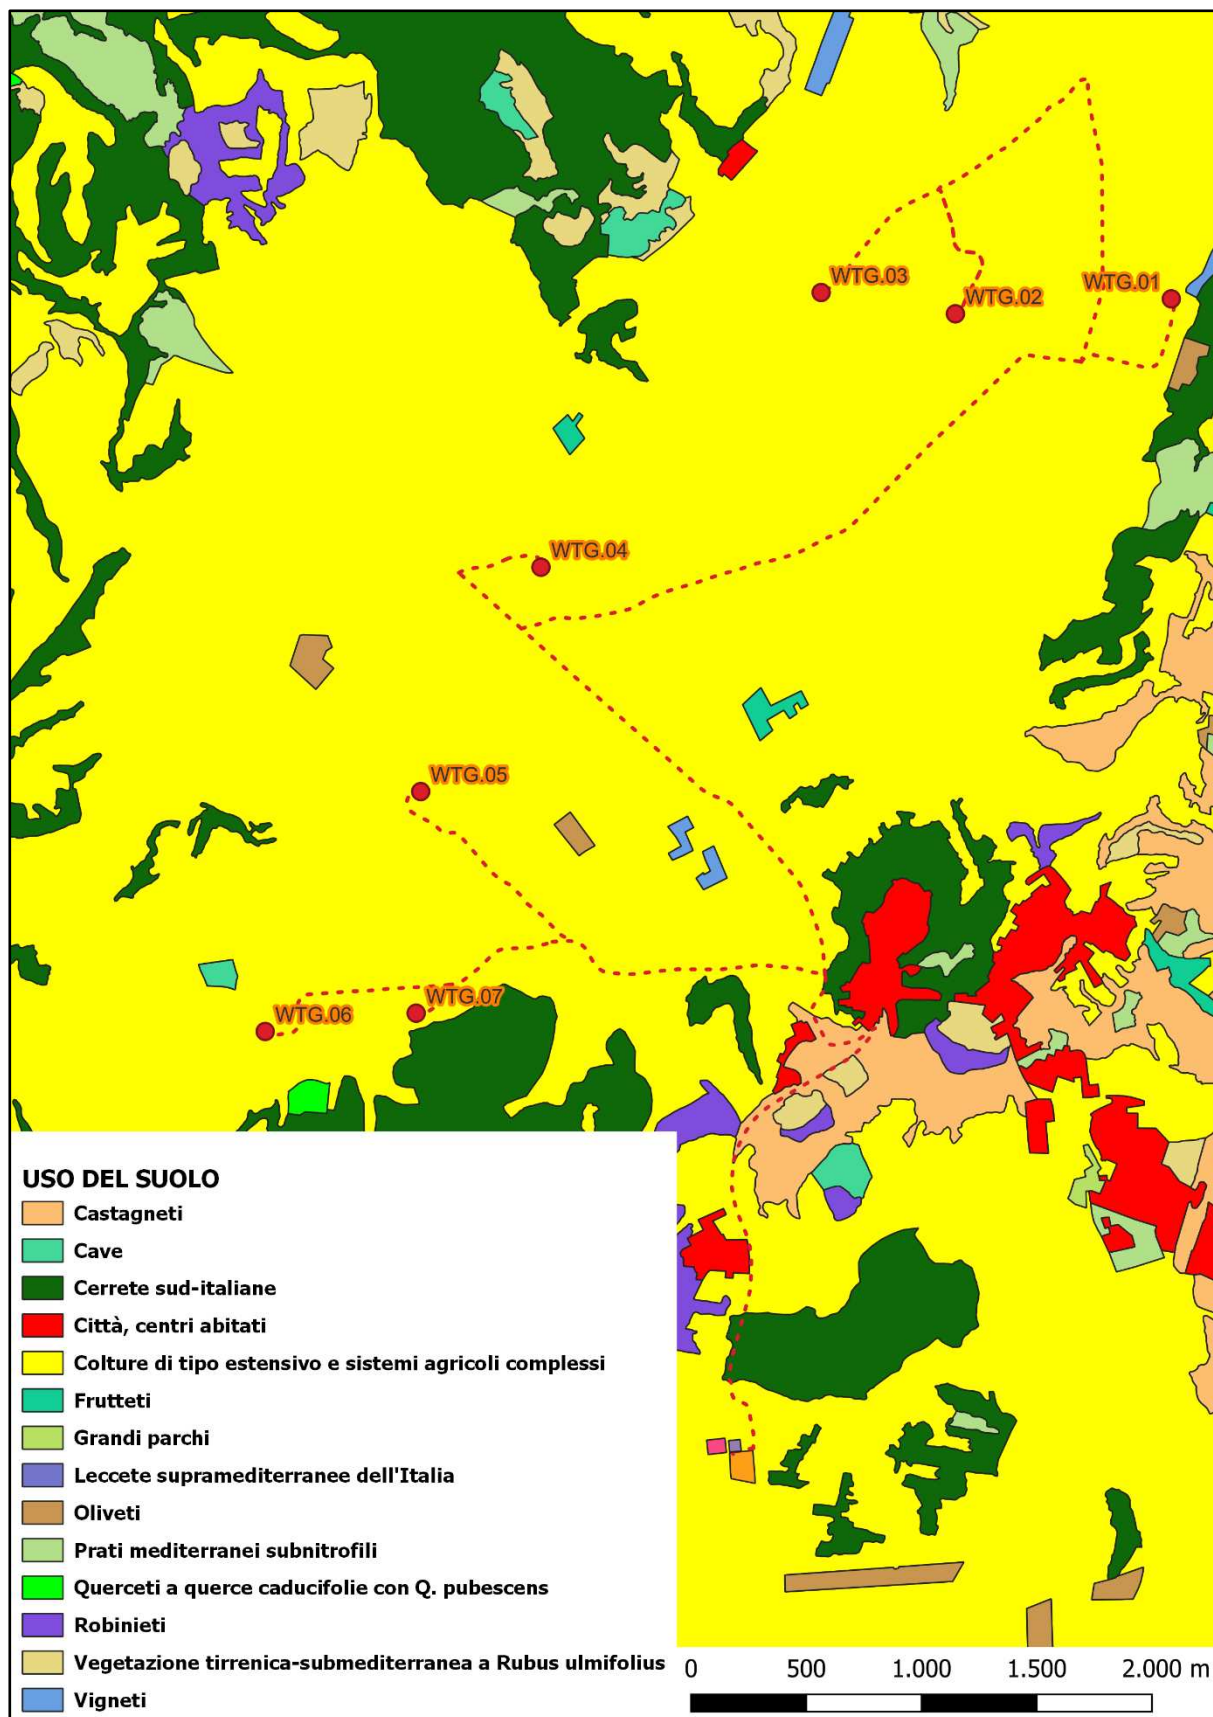 WTG.03
WTG.02
WTG.01
WTG.04
WTG.05
WTG.06
WTG.07
USO DEL SUOLO
Castagneti
Cave
Cerrete sud-italiane
Città, centri abitati
Colture di tipo estensivo e sistemi agricoli complessi
Frutteti
Grandi parchi
Leccete supramediterranee dell'Italia
Oliveti
Prati mediterranei subnitrofili
Querceti a querce caducifolie con Q. pubescens
Robinieti
Vegetazione tirrenica-submediterranea a Rubus ulmifolius
Vigneti
0 500 1.000 1.500 2.000 m